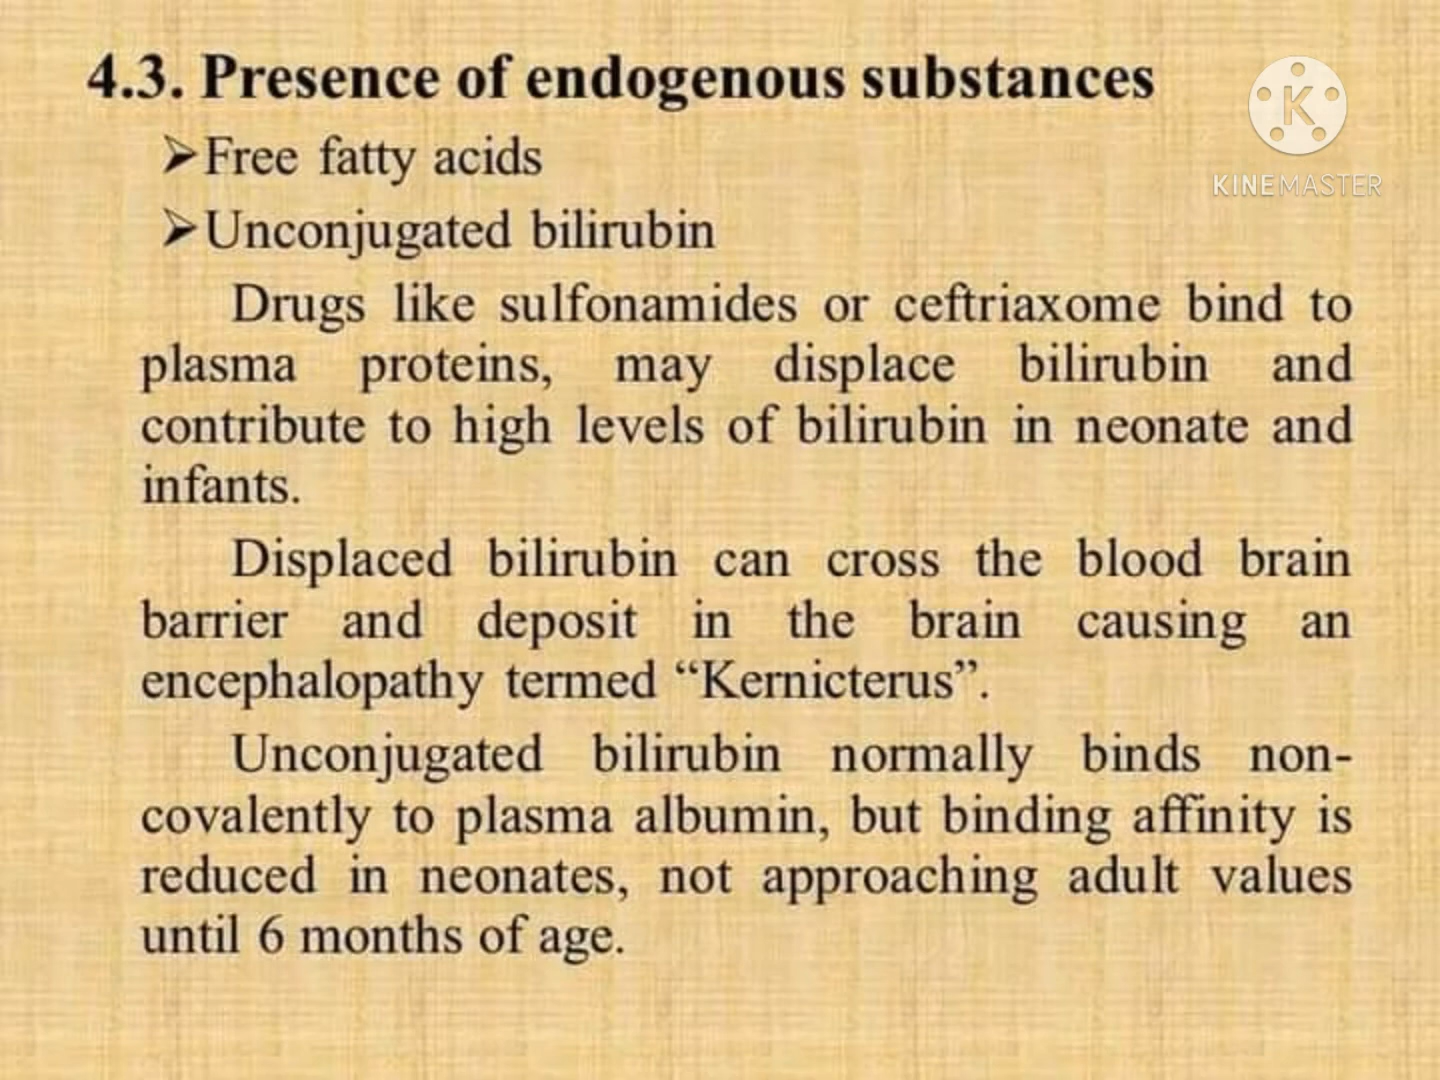 4.3. Presence of endogenous substances
➢Free fatty acids
➢Unconjugated bilirubin
Drugs like sulfonamides or ceftriaxome bind to
plasma proteins, may displace bilirubin and
contribute to high levels of bilirubin in neonate and
infants.
Displaced bilirubin can cross the blood brain
barrier and deposit in the brain causing an
encephalopathy termed “Kernicterus”.
Unconjugated bilirubin normally binds non-
covalently to plasma albumin, but binding affinity is
reduced in neonates, not approaching adult values
until 6 months of age.
K
KINEMASTER